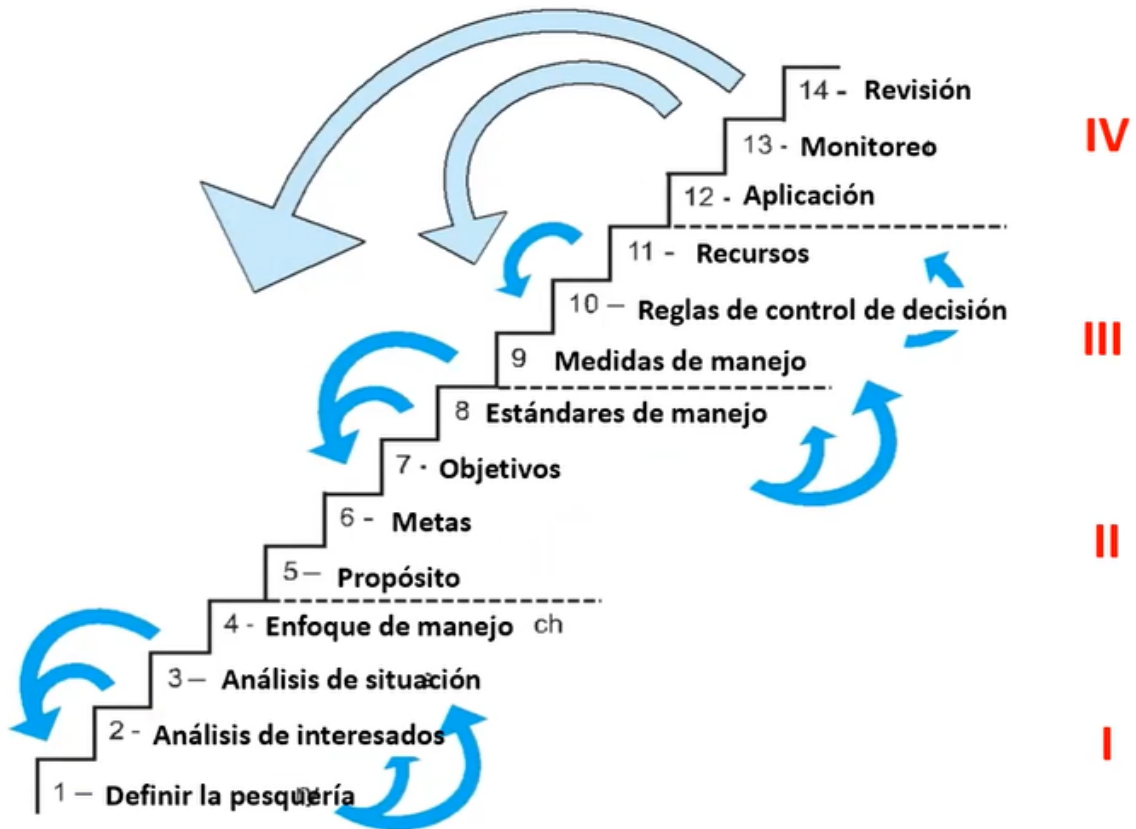 14 - Revisión
IV
13 - Monitoreo
12 - Aplicación
11 - Recursos
10 — Reglas de control de decisión
III
9 Medidas de manejo
8 Estándares de manejo
7 · Objetivos
6 - Metas
II
5 — Propósito
4 - Enfoque de manejo ch
3 — Análisis de situación
2 - Análisis de interesados
I
1 — Definir la pesquería